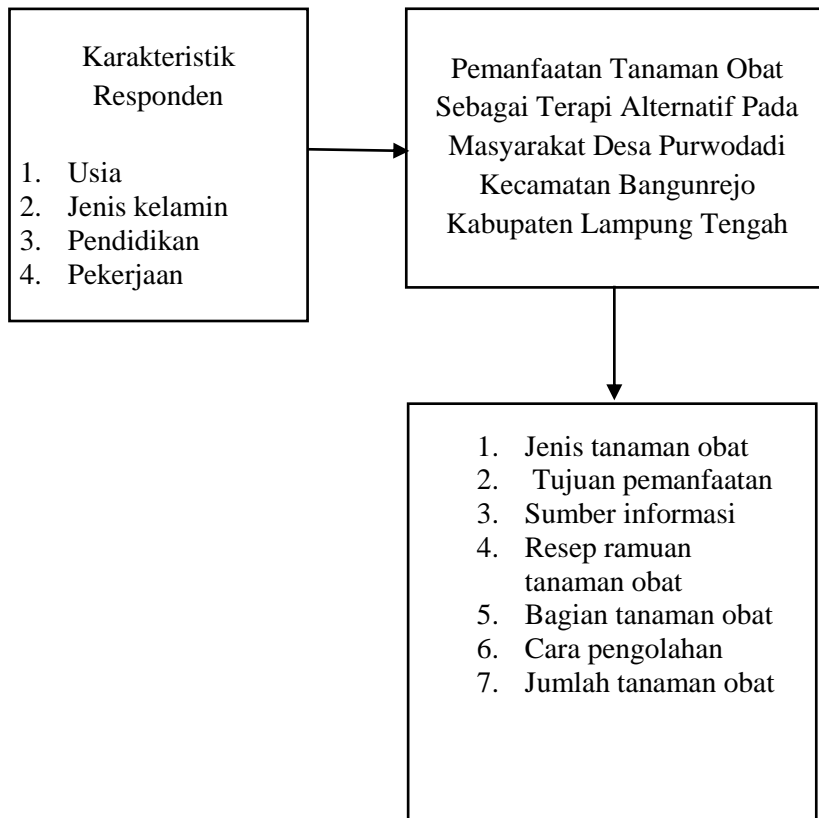 Karakteristik
Responden
1. Usia
2. Jenis kelamin
3. Pendidikan
4. Pekerjaan
Pemanfaatan Tanaman Obat
Sebagai Terapi Alternatif Pada
Masyarakat Desa Purwodadi
Kecamatan Bangunrejo
Kabupaten Lampung Tengah
1. Jenis tanaman obat
2. Tujuan pemanfaatan
3. Sumber informasi
4. Resep ramuan
tanaman obat
5. Bagian tanaman obat
6. Cara pengolahan
7. Jumlah tanaman obat